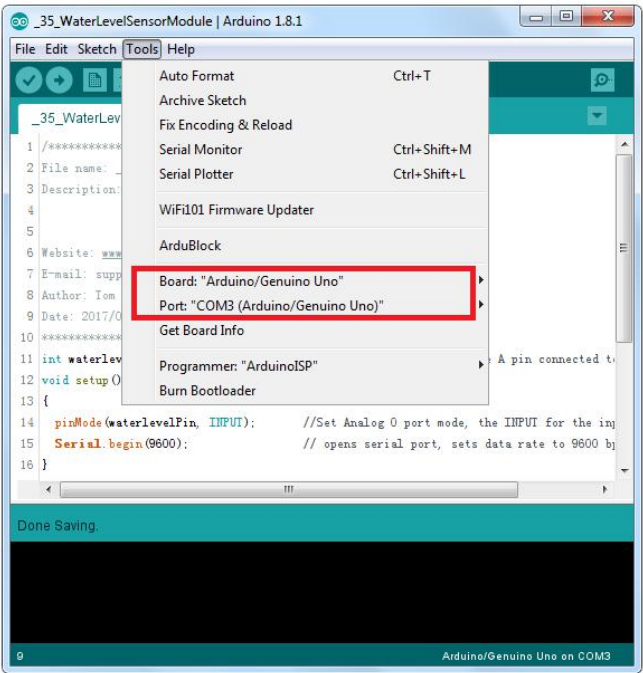 _35_WaterLevelSensorModule | Arduino 1.8.1
File Edit Sketch Tools Help
Auto Format Ctrl+T
Archive Sketch
Fix Encoding & Reload
Serial Monitor Ctrl+Shift+M
Serial Plotter Ctrl+Shift+L
WiFi101 Firmware Updater
ArduBlock
Board: "Arduino/Genuino Uno"
Port: "COM3 (Arduino/Genuino Uno)"
Get Board Info
Programmer: "ArduinoISP"
Burn Bootloader
_35_WaterLev
1 /************
2 File name: _
3 Description:
4
5
6 Website: www
7 E-mail: supp
8 Author: Tom
9 Date: 2017/0
10 ************
11 int waterlev A pin connected t
12 void setup()
13 {
14 pinMode(waterlevelPin, INPUT); //Set Analog 0 port mode, the INPUT for the inp
15 Serial.begin(9600); // opens serial port, sets data rate to 9600 b
16 }
Done Saving.
9 Arduino/Genuino Uno on COM3